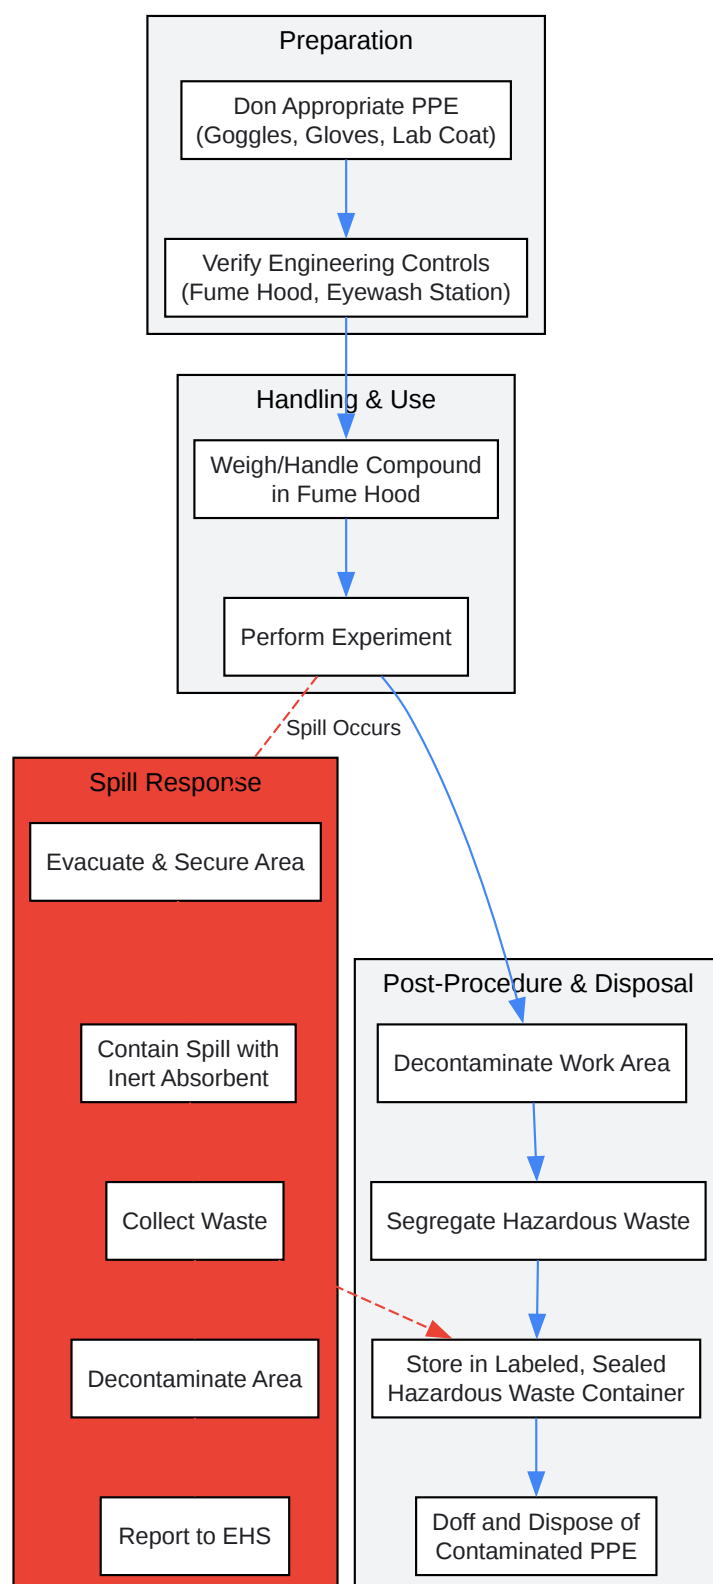 Preparation
Don Appropriate PPE
(Goggles, Gloves, Lab Coat)
Verify Engineering Controls
(Fume Hood, Eyewash Station)
Handling & Use
Weigh/Handle Compound
in Fume Hood
Perform Experiment
Spill Occurs
Spill Response
Evacuate & Secure Area
Contain Spill with
Inert Absorbent
Collect Waste
Decontaminate Area
Report to EHS
Post-Procedure & Disposal
Decontaminate Work Area
Segregate Hazardous Waste
Store in Labeled, Sealed
Hazardous Waste Container
Doff and Dispose of
Contaminated PPE